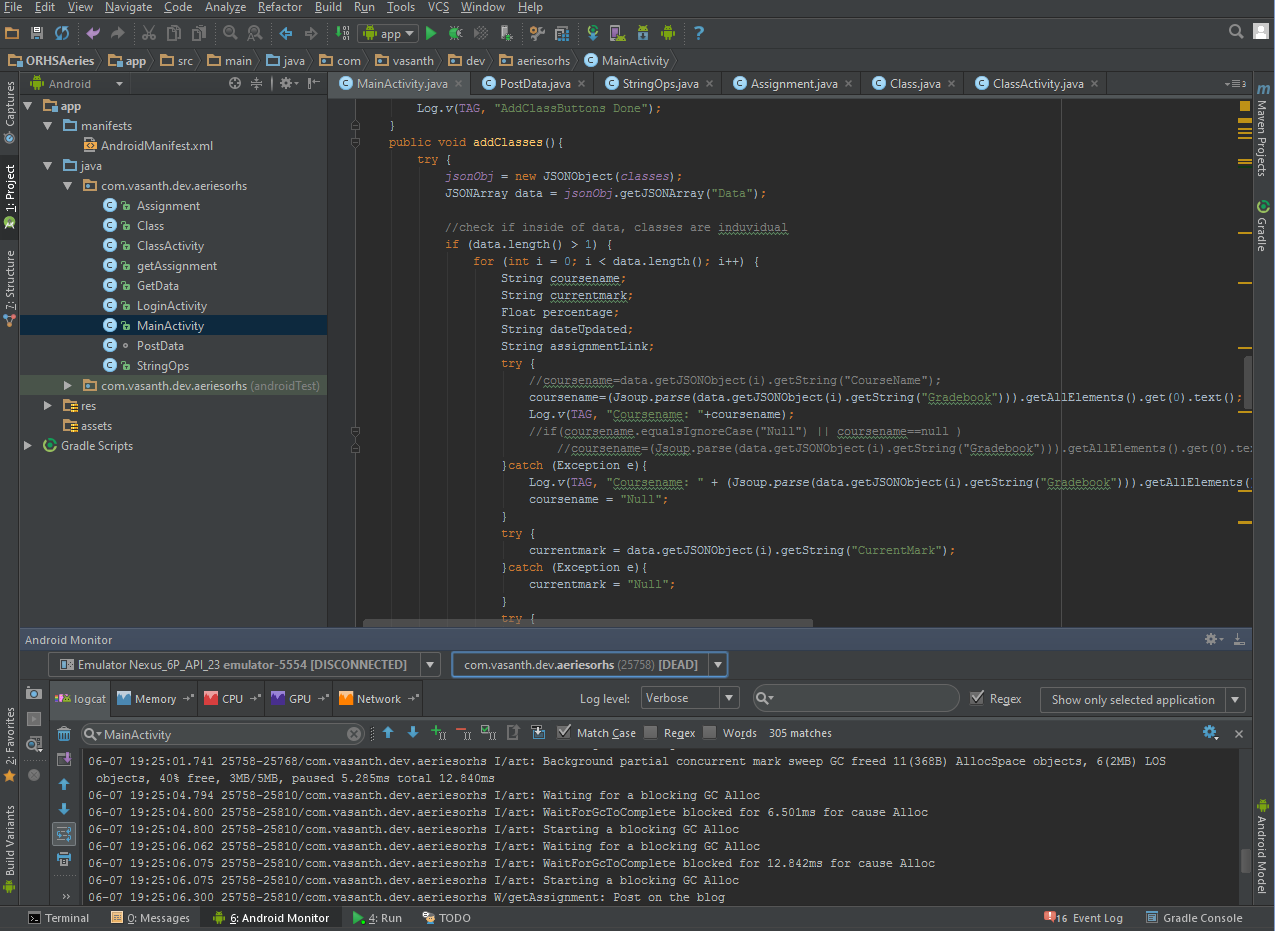 File Edit View Navigate Code Analyze Refactor Build Run Tools VCS Window Help
app
ORHSAeries app src main java com vasanth dev aeriesorhs MainActivity
Android
MainActivity.java PostData.java StringOps.java Assignment.java Class.java ClassActivity.java
3
Captures
1: Project
7: Structure
2: Favorites
Build Variants
app
manifests
AndroidManifest.xml
java
com.vasanth.dev.aeriesorhs
Assignment
Class
ClassActivity
getAssignment
GetData
LoginActivity
MainActivity
PostData
StringOps
com.vasanth.dev.aeriesorhs (androidTest)
res
assets
Gradle Scripts
Log.v(TAG, "AddClassButtons Done");
}
public void addClasses(){
try {
jsonObj = new JSONObject(classes);
JSONArray data = jsonObj.getJSONArray("Data");
//check if inside of data, classes are induvidual
if (data.length() > 1) {
for (int i = 0; i < data.length(); i++) {
String coursename;
String currentmark;
Float percentage;
String dateUpdated;
String assignmentLink;
try {
//coursename=data.getJSONObject(i).getString("CourseName");
coursename=(Jsoup.parse(data.getJSONObject(i).getString("Gradebook"))).getAllElements().get(0).text();
Log.v(TAG, "Coursename: "+coursename);
//if(coursename.equalsIgnoreCase("Null") || coursename==null )
//coursename=(Jsoup.parse(data.getJSONObject(i).getString("Gradebook"))).getAllElements().get(0).te
}catch (Exception e){
Log.v(TAG, "Coursename: " + (Jsoup.parse(data.getJSONObject(i).getString("Gradebook"))).getAllElements(
coursename = "Null";
}
try {
currentmark = data.getJSONObject(i).getString("CurrentMark");
}catch (Exception e){
currentmark = "Null";
}
try {
m Maven Projects
Gradle
Android Model
Android Monitor
Emulator Nexus_6P_API_23 emulator-5554 [DISCONNECTED] com.vasanth.dev.aeriesorhs (25758) [DEAD]
logcat Memory CPU GPU Network Log level: Verbose Regex Show only selected application
MainActivity Match Case Regex Words 305 matches
06-07 19:25:01.741 25758-25768/com.vasanth.dev.aeriesorhs I/art: Background partial concurrent mark sweep GC freed 11(368B) AllocSpace objects, 6(2MB) LOS
objects, 40% free, 3MB/5MB, paused 5.285ms total 12.840ms
06-07 19:25:04.794 25758-25810/com.vasanth.dev.aeriesorhs I/art: Waiting for a blocking GC Alloc
06-07 19:25:04.800 25758-25810/com.vasanth.dev.aeriesorhs I/art: WaitForGcToComplete blocked for 6.501ms for cause Alloc
06-07 19:25:04.800 25758-25810/com.vasanth.dev.aeriesorhs I/art: Starting a blocking GC Alloc
06-07 19:25:06.062 25758-25810/com.vasanth.dev.aeriesorhs I/art: Waiting for a blocking GC Alloc
06-07 19:25:06.075 25758-25810/com.vasanth.dev.aeriesorhs I/art: WaitForGcToComplete blocked for 12.842ms for cause Alloc
06-07 19:25:06.075 25758-25810/com.vasanth.dev.aeriesorhs I/art: Starting a blocking GC Alloc
06-07 19:25:06.300 25758-25810/com.vasanth.dev.aeriesorhs W/getAssignment: Post on the blog
Terminal 0: Messages 6: Android Monitor 4: Run TODO 16 Event Log Gradle Console